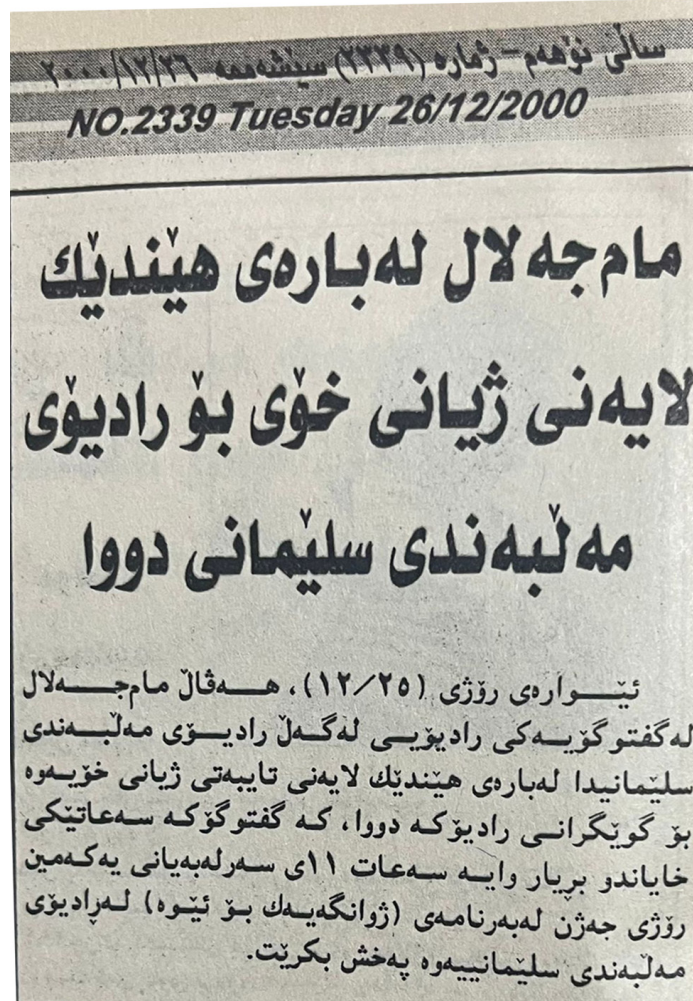 ساڵی نۆهەم - ژمارە (٢٣٣٩) سێشەممە ٢٠٠٠/١٢/٢٦
NO.2339 Tuesday 26/12/2000
مام جەلال لەبارەی هێندێك
لایەنی ژیانی خۆی بۆ رادیۆی
مەڵبەندی سلێمانی دووا
ئێوارەی رۆژی (١٢/٢٥)، هەڤاڵ مام جەلال
لە گفتوگۆیەکی رادیۆیی لەگەڵ رادیۆی مەڵبەندی
سلێمانیدا لەبارەی هێندێك لایەنی تایبەتی ژیانی خۆیەوە
بۆ گوێگرانی رادیۆکە دووا، کە گفتوگۆکە سەعاتێکی
خایاندو بڕیار وایە سەعات ١١ی سەرلەبەیانی یەکەمین
رۆژی جەژن لەبەرنامەی (ژوانگەیەك بۆ ئێوە) لەڕادیۆی
مەڵبەندی سلێمانییەوە پەخش بکرێت.